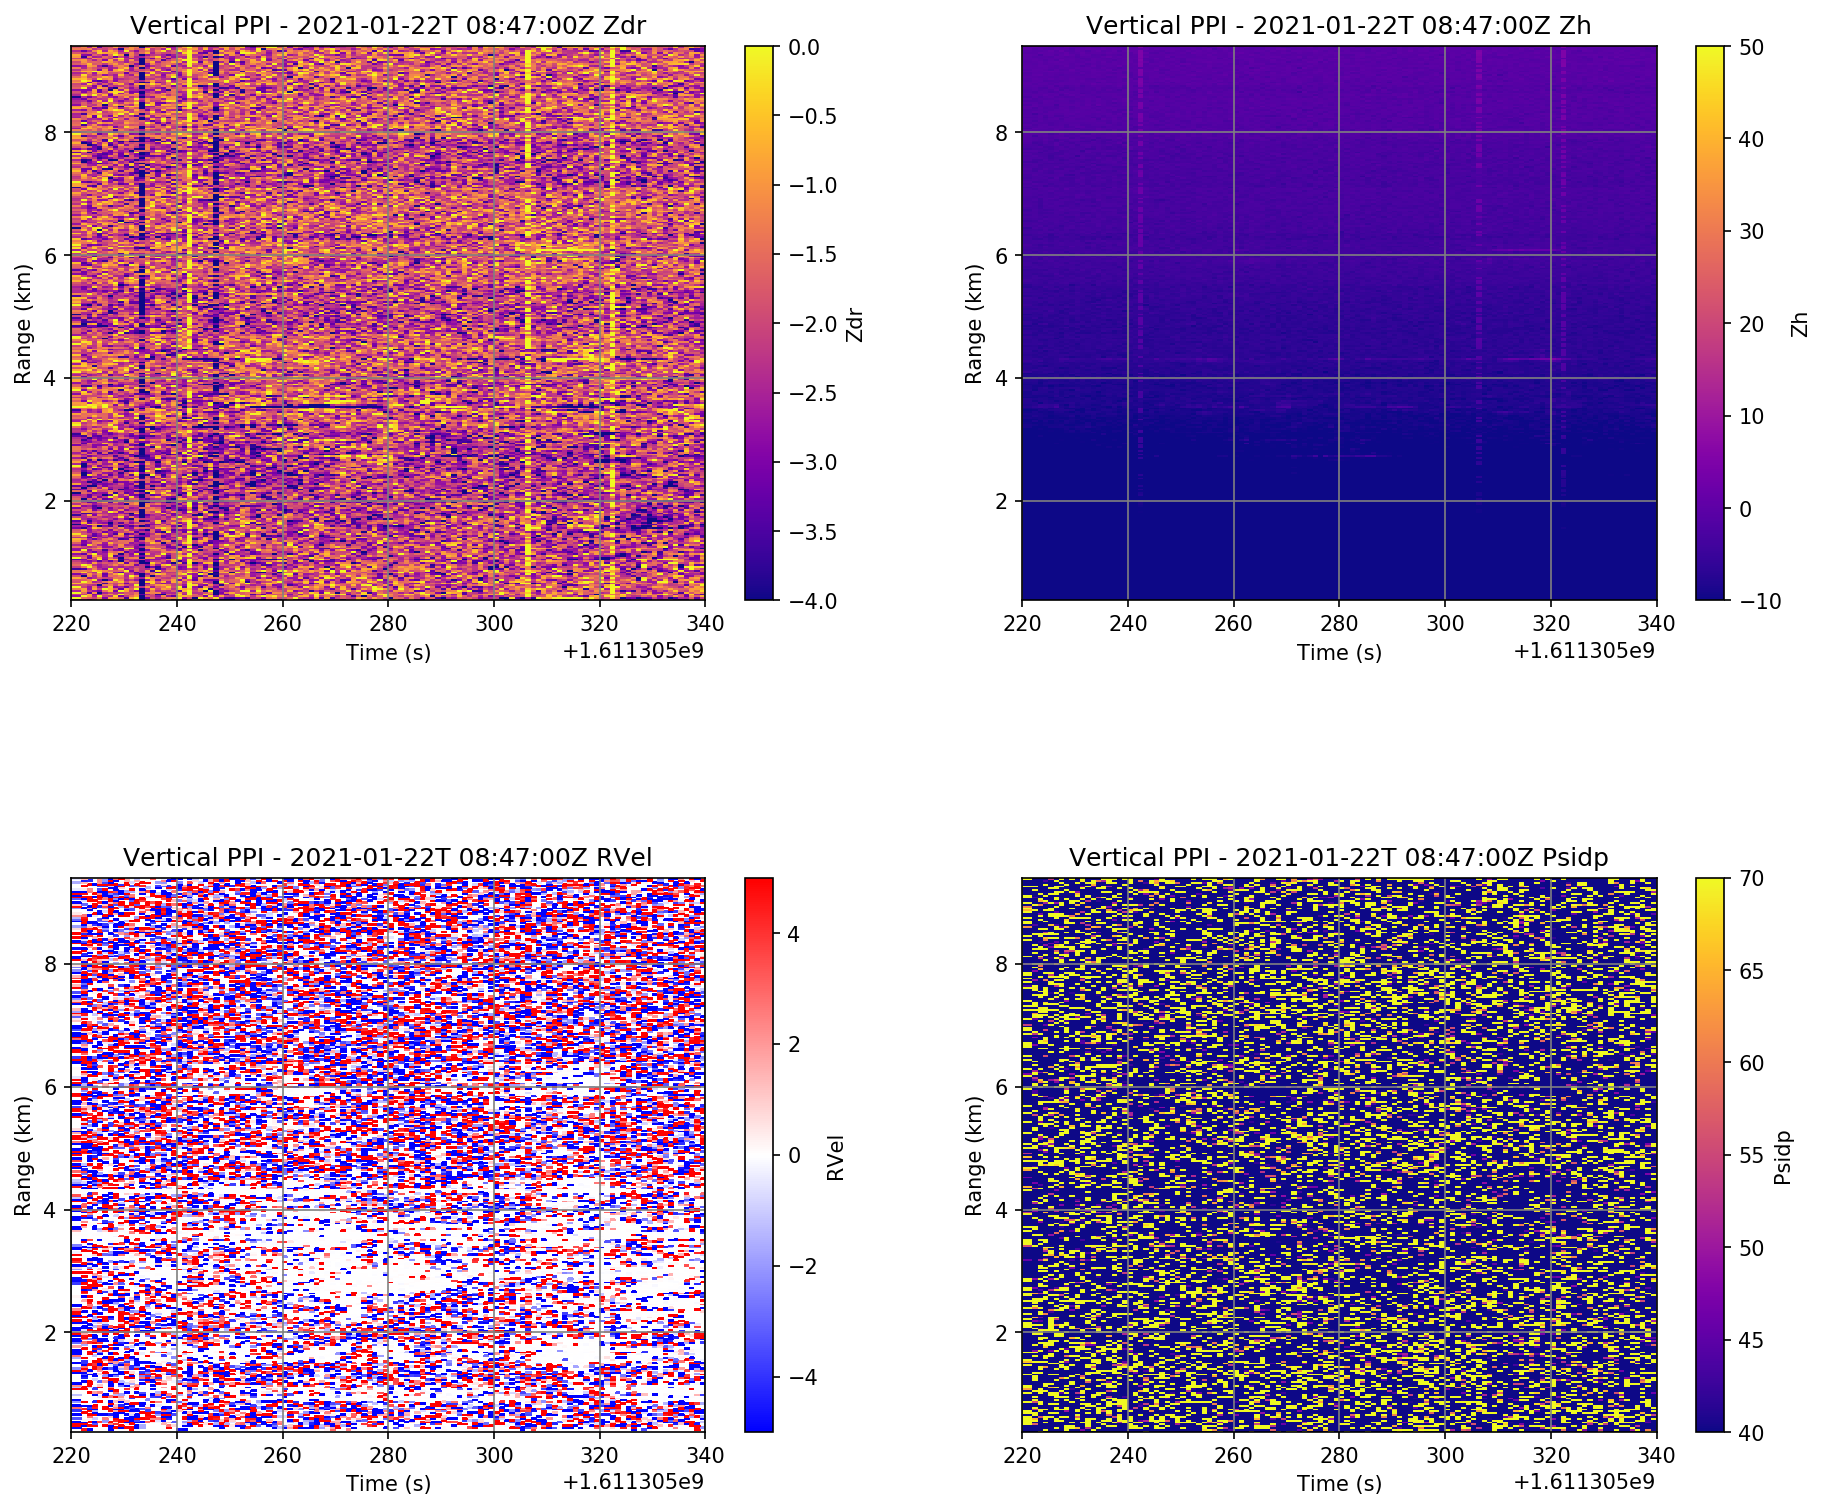 Vertical PPI - 2021-01-22T 08:47:00Z Zdr
8
6
4
2
Range (km)
220 240 260 280 300 320 340
Time (s)
+1.611305e9
0.0
−0.5
−1.0
−1.5
−2.0
−2.5
−3.0
−3.5
−4.0
Zdr
Vertical PPI - 2021-01-22T 08:47:00Z Zh
8
6
4
2
Range (km)
220 240 260 280 300 320 340
Time (s)
+1.611305e9
50
40
30
20
10
0
−10
Zh
Vertical PPI - 2021-01-22T 08:47:00Z RVel
8
6
4
2
Range (km)
220 240 260 280 300 320 340
Time (s)
+1.611305e9
4
2
0
−2
−4
RVel
Vertical PPI - 2021-01-22T 08:47:00Z Psidp
8
6
4
2
Range (km)
220 240 260 280 300 320 340
Time (s)
+1.611305e9
70
65
60
55
50
45
40
Psidp